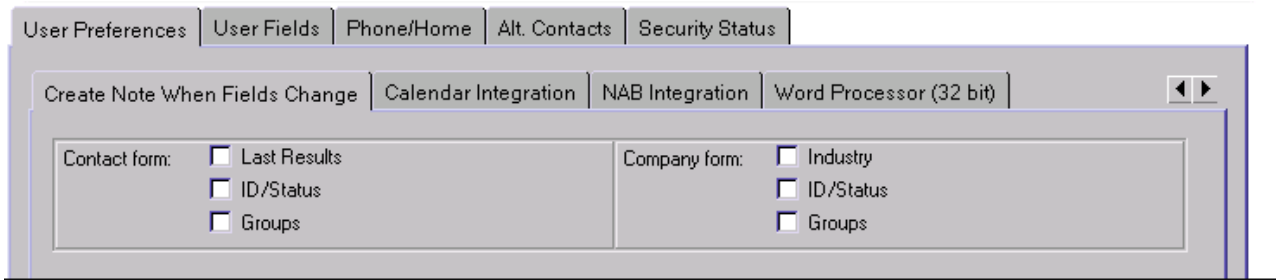 User Preferences User Fields Phone/Home Alt. Contacts Security Status
Create Note When Fields Change Calendar Integration NAB Integration Word Processor (32 bit)
Contact form: Last Results Company form: Industry
ID/Status ID/Status
Groups Groups